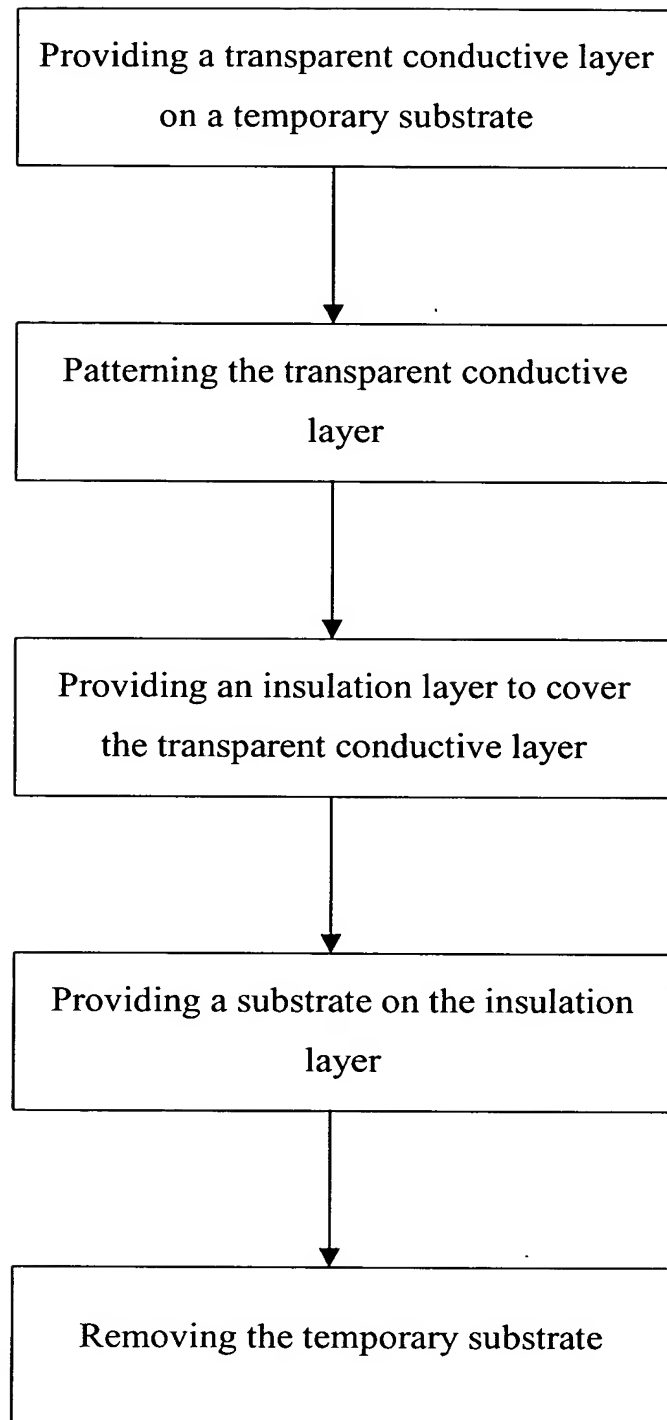 Providing a transparent conductive layer
on a temporary substrate
Patterning the transparent conductive
layer
Providing an insulation layer to cover
the transparent conductive layer
Providing a substrate on the insulation
layer
Removing the temporary substrate